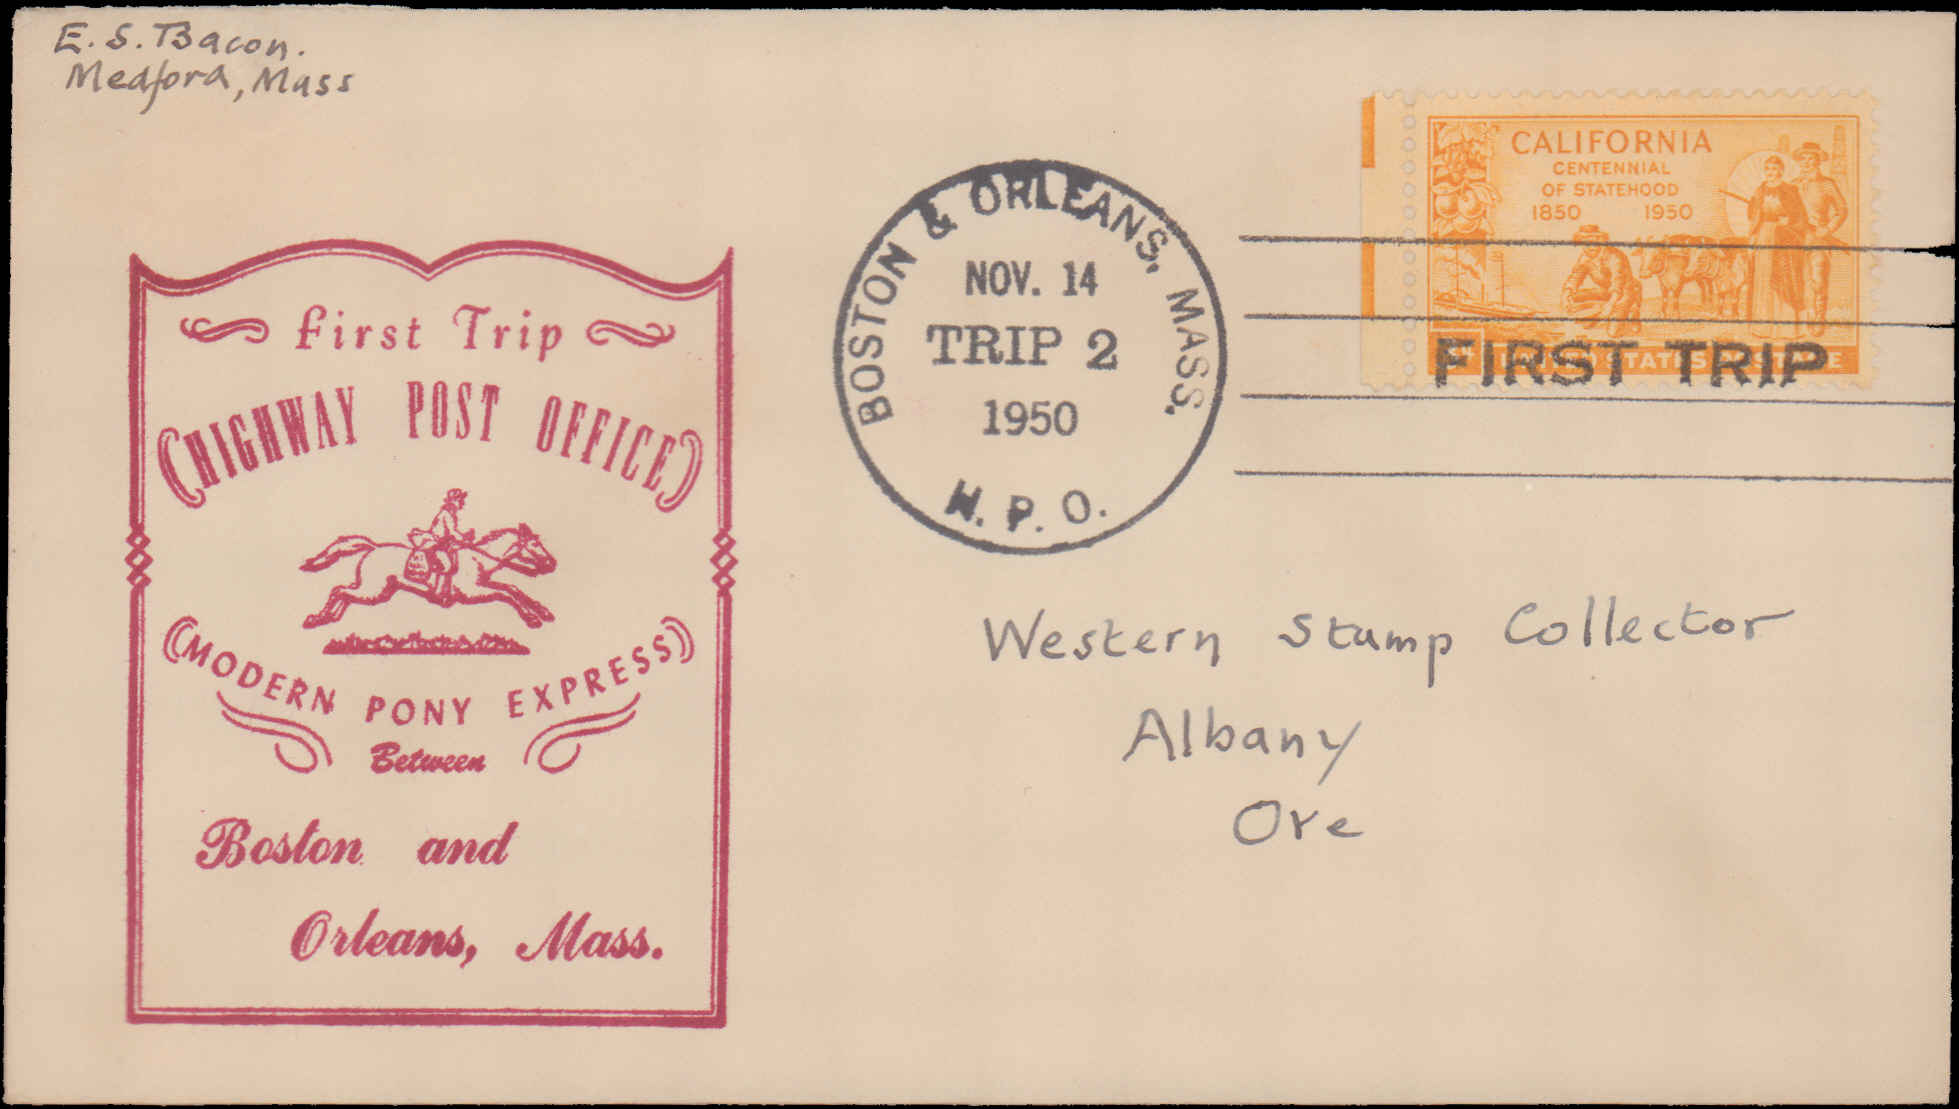 E. S. Bacon.
Medford, Mass
CALIFORNIA
CENTENNIAL
OF STATEHOOD
1850 1950
FIRST TRIP
BOSTON & ORLEANS, MASS.
NOV. 14
TRIP 2
1950
H. P. O.
First Trip
HIGHWAY POST OFFICE
MODERN PONY EXPRESS
Between
Boston and
Orleans, Mass.
Western Stamp Collector
Albany
Ore